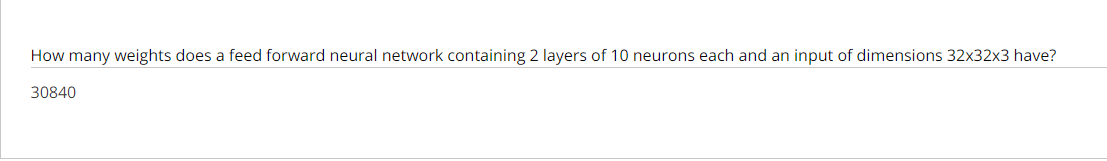 How many weights does a feed forward neural network containing 2 layers of 10 neurons each and an input of dimensions 32x32x3 have?
30840